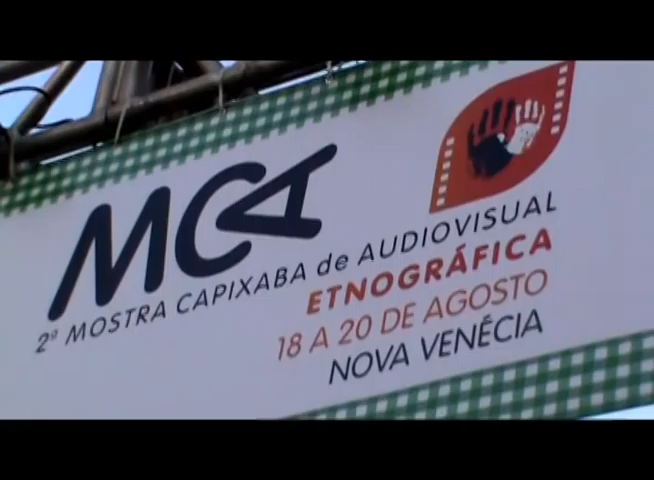 MCA
2ª MOSTRA CAPIXABA de AUDIOVISUAL
ETNOGRÁFICA
18 A 20 DE AGOSTO
NOVA VENÉCIA